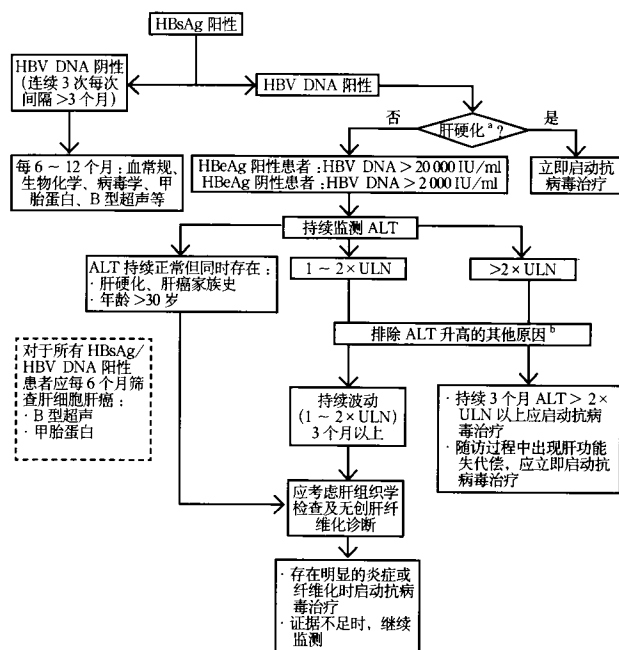 HBsAg 阳性
HBV DNA 阴性
(连续 3 次每次
间隔 >3 个月)
HBV DNA 阳性
否
肝硬化 a ?
是
每 6 ~ 12 个月:血常规、
生物化学、病毒学、甲
胎蛋白、B 型超声等
HBeAg 阳性患者:HBV DNA > 20 000 IU/ml
HBeAg 阴性患者:HBV DNA > 2 000 IU/ml
立即启动抗
病毒治疗
持续监测 ALT
ALT 持续正常但同时存在:
· 肝硬化、肝癌家族史
· 年龄 >30 岁
1 ~ 2 × ULN
>2 × ULN
排除 ALT 升高的其他原因 b
对于所有 HBsAg/
HBV DNA 阳性
患者应每 6 个月筛
查肝细胞肝癌:
· B 型超声
· 甲胎蛋白
持续波动
(1 ~ 2 × ULN)
3 个月以上
· 持续 3 个月 ALT > 2 ×
ULN 以上应启动抗病
毒治疗
· 随访过程中出现肝功能
失代偿,应立即启动抗
病毒治疗
应考虑肝组织学
检查及无创肝纤
维化诊断
· 存在明显的炎症或
纤维化时启动抗病
毒治疗
· 证据不足时,继续
监测